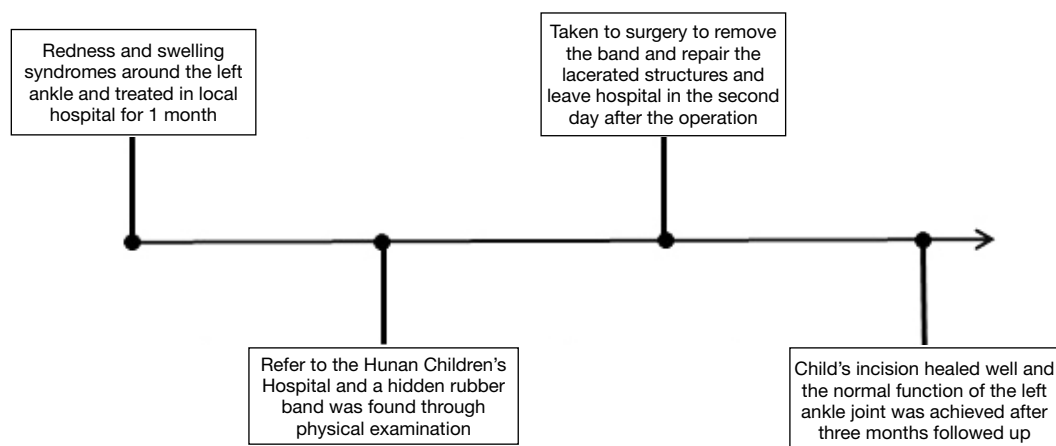 Redness and swelling
syndromes around the left
ankle and treated in local
hospital for 1 month
Refer to the Hunan Children's
Hospital and a hidden rubber
band was found through
physical examination
Taken to surgery to remove
the band and repair the
lacerated structures and
leave hospital in the second
day after the operation
Child's incision healed well and
the normal function of the left
ankle joint was achieved after
three months followed up